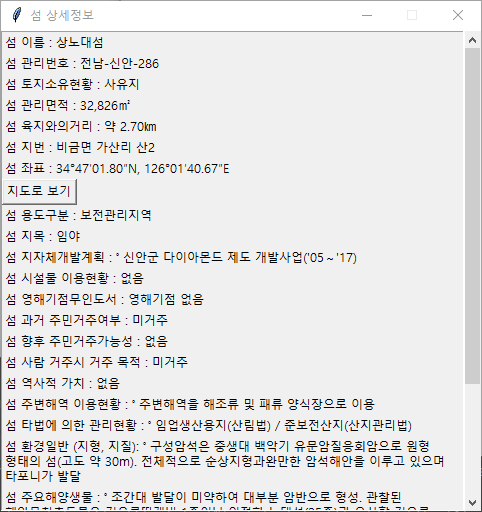 섬 상세정보
섬 이름 : 상노대섬
섬 관리번호 : 전남-신안-286
섬 토지소유현황 : 사유지
섬 관리면적 : 32,826㎡
섬 육지와의거리 : 약 2.70㎞
섬 지번 : 비금면 가산리 산2
섬 좌표 : 34°47'01.80"N, 126°01'40.67"E
지도로 보기
섬 용도구분 : 보전관리지역
섬 지목 : 임야
섬 지자체개발계획 : ° 신안군 다이아몬드 제도 개발사업('05～'17)
섬 시설물 이용현황 : 없음
섬 영해기점무인도서 : 영해기점 없음
섬 과거 주민거주여부 : 미거주
섬 향후 주민거주가능성 : 없음
섬 사람 거주시 거주 목적 : 미거주
섬 역사적 가치 : 없음
섬 주변해역 이용현황 : ° 주변해역을 해조류 및 패류 양식장으로 이용
섬 타법에 의한 관리현황 : ° 임업생산용지(산림법) / 준보전산지(산지관리법)
섬 환경일반 (지형, 지질): ° 구성암석은 중생대 백악기 유문암질응회암으로 원형
형태의 섬(고도 약 30m). 전체적으로 순상지형과완만한 암석해안을 이루고 있으며
타포니가 발달
섬 주요해양생물 : ° 조간대 발달이 미약하여 대부분 암반으로 형성. 관찰된